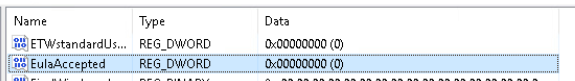 Name Type Data
ETWstandardUs... REG_DWORD 0x00000000 (0)
EulaAccepted REG_DWORD 0x00000000 (0)